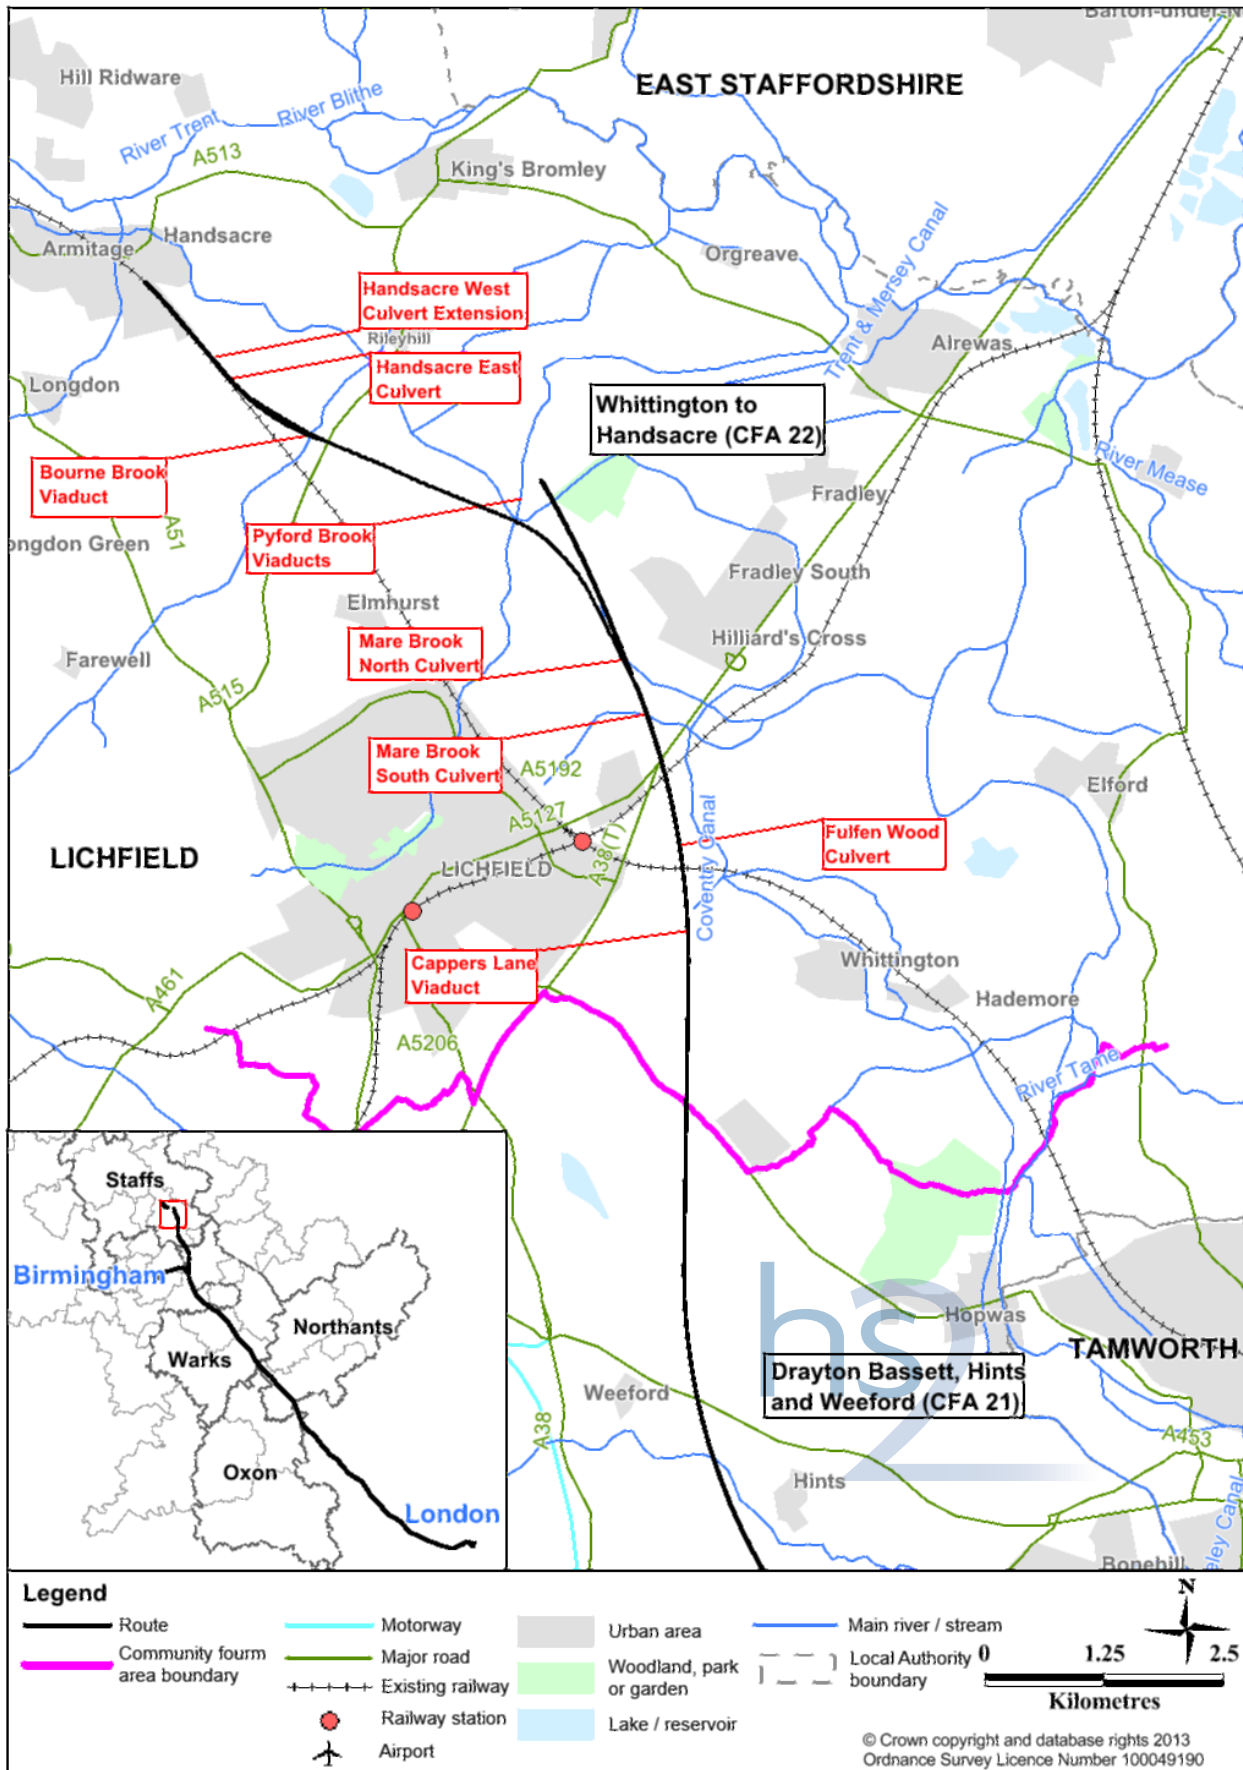 Barton-under-N
Hill Ridware
EAST STAFFORDSHIRE
River Blithe
River Trent
A513
King's Bromley
Armitage
Handsacre
Orgreave
Trent & Mersey Canal
Handsacre West
Culvert Extension
Rileyhill
Alrewas
Handsacre East
Culvert
Longdon
Whittington to
Handsacre (CFA 22)
River Mease
Bourne Brook
Viaduct
Fradley
A51
Pyford Brook
Viaducts
ongdon Green
Fradley South
Elmhurst
Mare Brook
North Culvert
Hilliard's Cross
Farewell
A515
Mare Brook
South Culvert
A5192
Elford
A5127
Coventry Canal
Fulfen Wood
Culvert
A38(T)
LICHFIELD
LICHFIELD
Cappers Lane
Viaduct
Whittington
A461
Hademore
A5206
River Tame
Staffs
Birmingham
Northants
Warks
Oxon
London
hs2
Hopwas
TAMWORTH
Drayton Bassett, Hints
and Weeford (CFA 21)
Weeford
A38
A453
Hints
eley Canal
Bonehill
Legend
Route
Community fourm
area boundary
Motorway
Major road
Existing railway
Railway station
Airport
Urban area
Woodland, park
or garden
Lake / reservoir
Main river / stream
Local Authority
boundary
N
0 1.25 2.5
Kilometres
© Crown copyright and database rights 2013
Ordnance Survey Licence Number 100049190